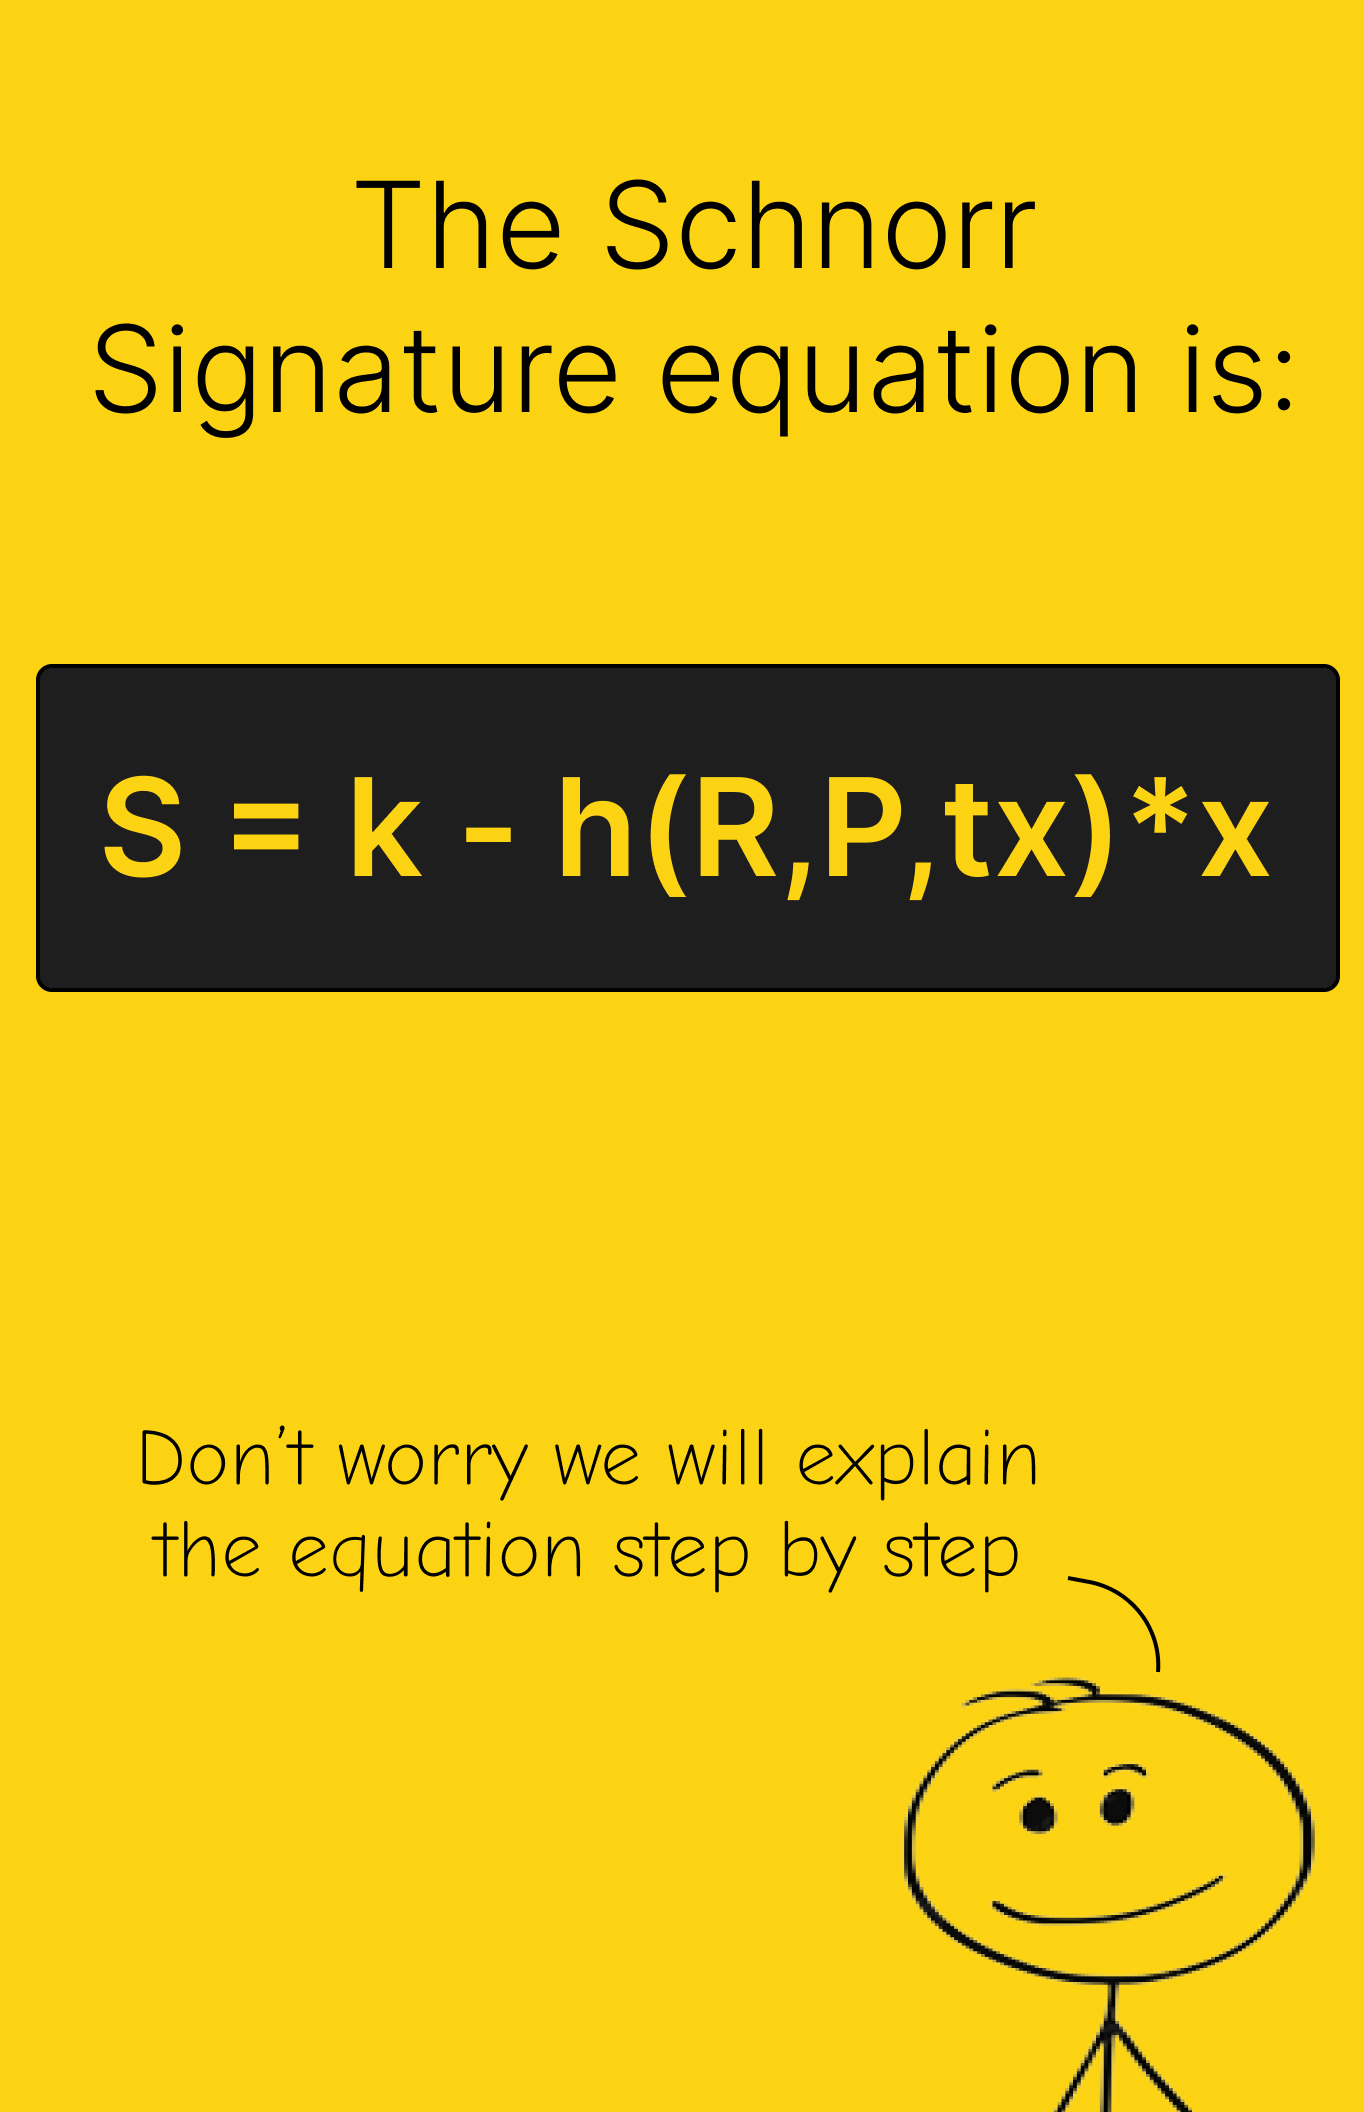 The Schnorr
Signature equation is:
S = k - h(R,P,tx)*x
Don't worry we will explain
the equation step by step